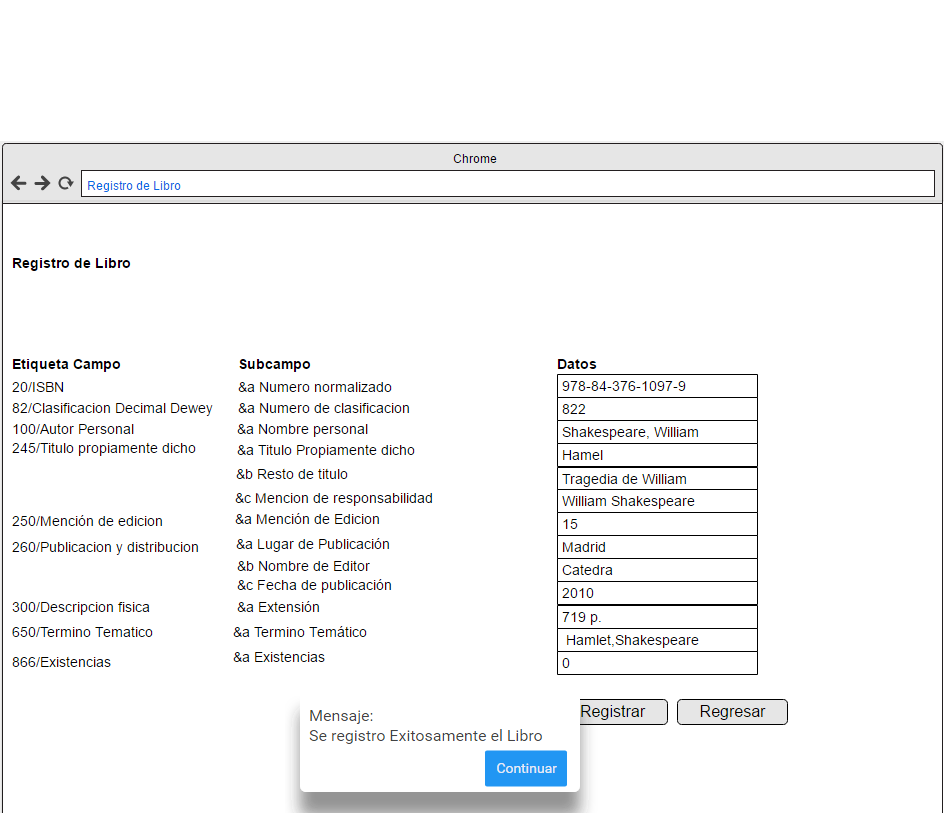 Chrome
Registro de Libro
Registro de Libro
Etiqueta Campo Subcampo Datos
20/ISBN &a Numero normalizado 978-84-376-1097-9
82/Clasificacion Decimal Dewey &a Numero de clasificacion 822
100/Autor Personal &a Nombre personal Shakespeare, William
245/Titulo propiamente dicho &a Titulo Propiamente dicho Hamel
&b Resto de titulo Tragedia de William
&c Mencion de responsabilidad William Shakespeare
250/Mención de edicion &a Mención de Edicion 15
260/Publicacion y distribucion &a Lugar de Publicación Madrid
&b Nombre de Editor Catedra
&c Fecha de publicación 2010
300/Descripcion fisica &a Extensión 719 p.
650/Termino Tematico &a Termino Temático Hamlet,Shakespeare
866/Existencias &a Existencias 0
Registrar Regresar
Mensaje:
Se registro Exitosamente el Libro
Continuar